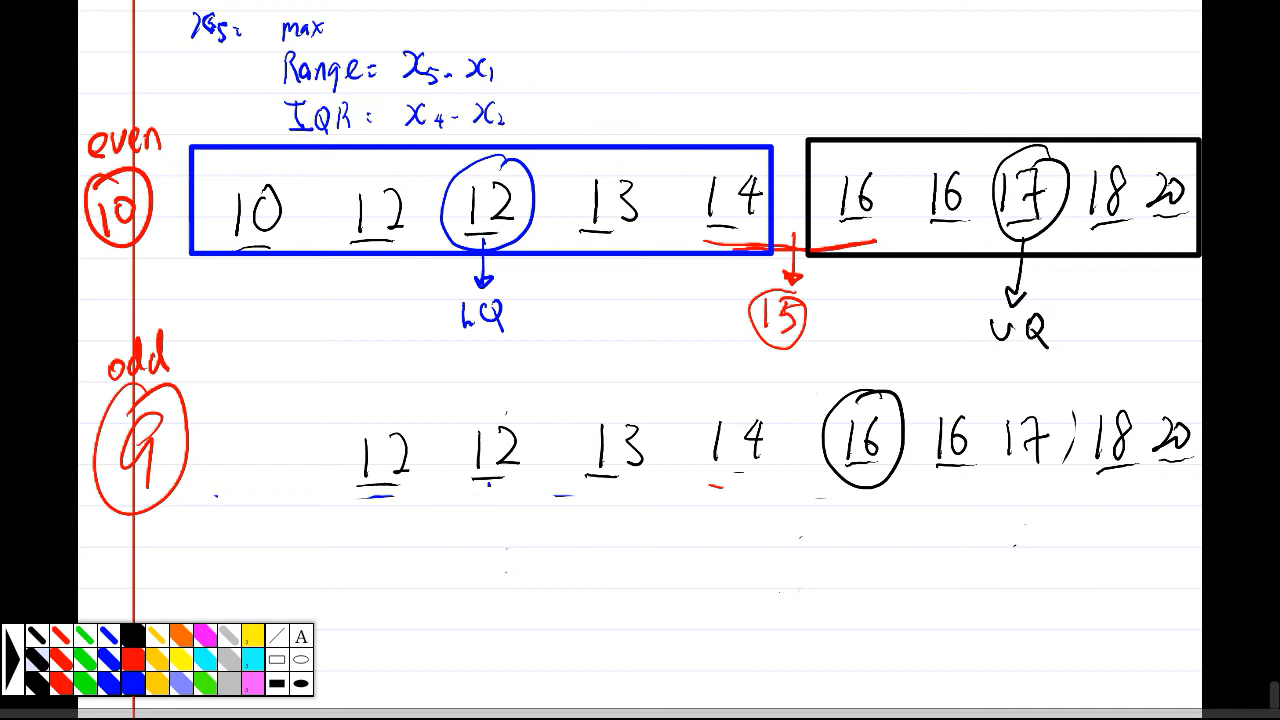 x5= max
Range= x5- x1
IQR: x4- x2
even
10 10 12 12 13 14 16 16 17 18 20
LQ 15 UQ
odd
9 12 12 13 14 16 16 17 ) 18 20
A